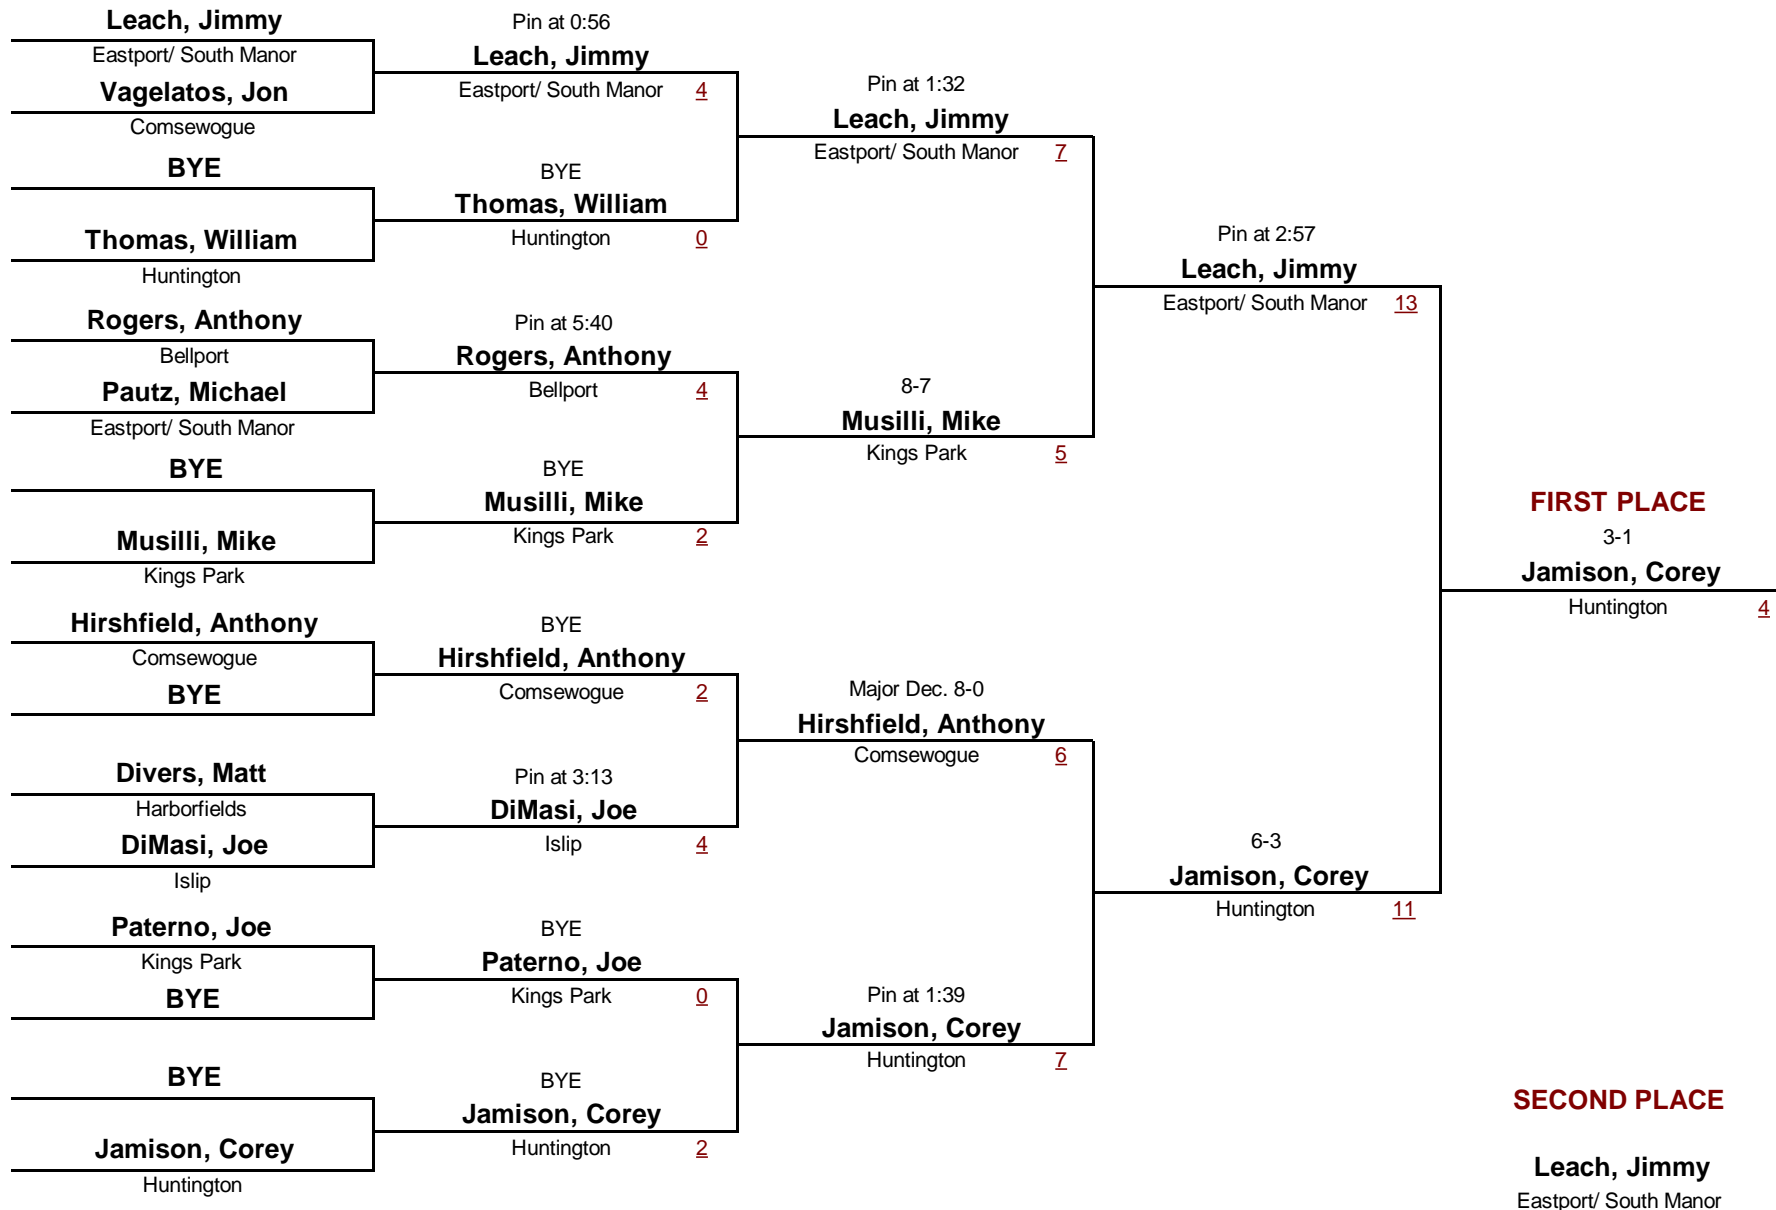 Leach, Jimmy
Eastport/ South Manor
Vagelatos, Jon
Comsewogue
BYE
Thomas, William
Huntington
Rogers, Anthony
Bellport
Pautz, Michael
Eastport/ South Manor
BYE
Musilli, Mike
Kings Park
Hirshfield, Anthony
Comsewogue
BYE
Divers, Matt
Harborfields
DiMasi, Joe
Islip
Paterno, Joe
Kings Park
BYE
BYE
Jamison, Corey
Huntington
Pin at 0:56
Leach, Jimmy
Eastport/ South Manor 4
BYE
Thomas, William
Huntington 0
Pin at 5:40
Rogers, Anthony
Bellport 4
BYE
Musilli, Mike
Kings Park 2
BYE
Hirshfield, Anthony
Comsewogue 2
Pin at 3:13
DiMasi, Joe
Islip 4
BYE
Paterno, Joe
Kings Park 0
BYE
Jamison, Corey
Huntington 2
Pin at 1:32
Leach, Jimmy
Eastport/ South Manor 7
8-7
Musilli, Mike
Kings Park 5
Major Dec. 8-0
Hirshfield, Anthony
Comsewogue 6
Pin at 1:39
Jamison, Corey
Huntington 7
Pin at 2:57
Leach, Jimmy
Eastport/ South Manor 13
6-3
Jamison, Corey
Huntington 11
FIRST PLACE
3-1
Jamison, Corey
Huntington 4
SECOND PLACE
Leach, Jimmy
Eastport/ South Manor